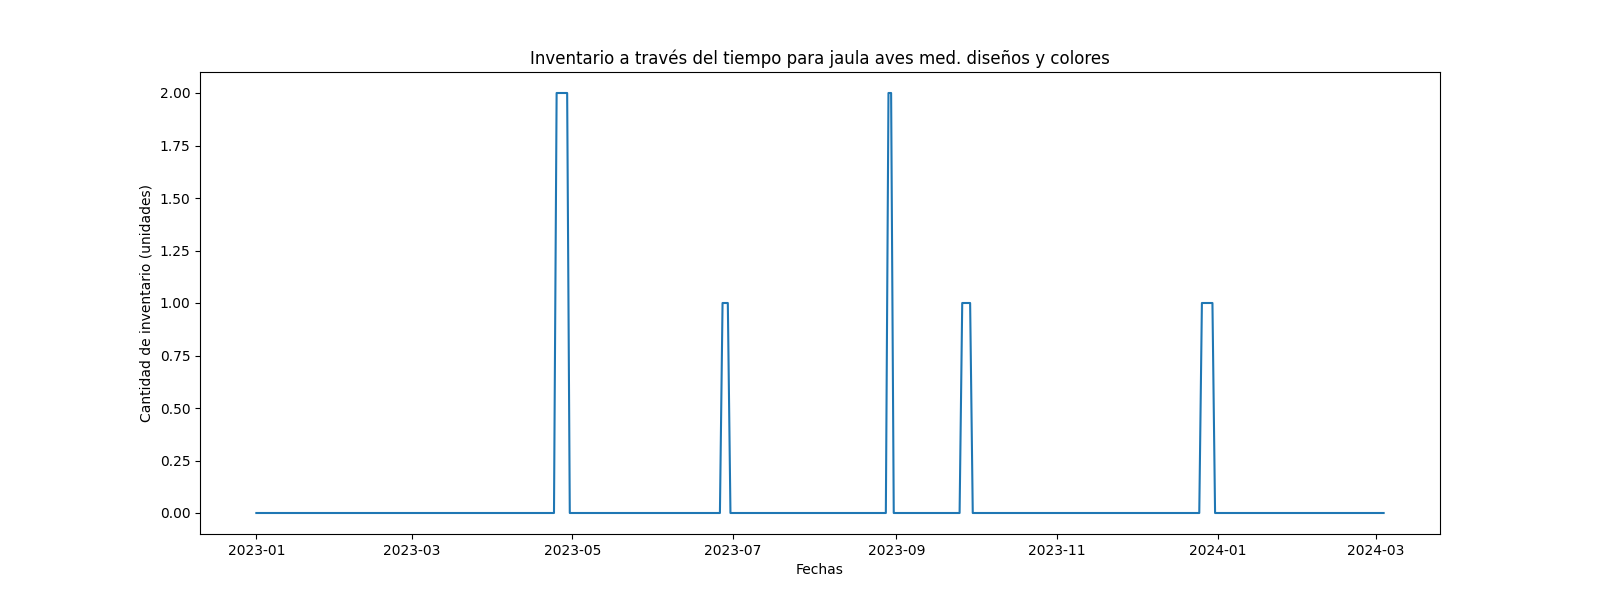 Inventario a través del tiempo para jaula aves med. diseños y colores
2.00
1.75
1.50
1.25
1.00
0.75
0.50
0.25
0.00
Cantidad de inventario (unidades)
2023-01 2023-03 2023-05 2023-07 2023-09 2023-11 2024-01 2024-03
Fechas